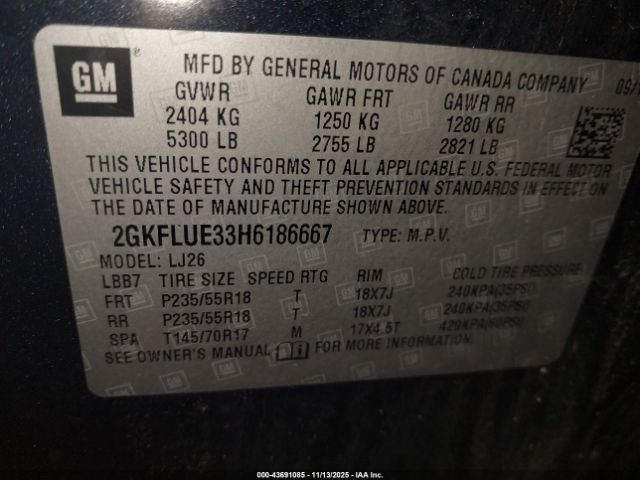 GM
MFD BY GENERAL MOTORS OF CANADA COMPANY 09/1
GVWR GAWR FRT GAWR RR
2404 KG 1250 KG 1280 KG
5300 LB 2755 LB 2821 LB
THIS VEHICLE CONFORMS TO ALL APPLICABLE U.S. FEDERAL MOTOR
VEHICLE SAFETY AND THEFT PREVENTION STANDARDS IN EFFECT ON
THE DATE OF MANUFACTURE SHOWN ABOVE.
2GKFLUE33H6186667 TYPE: M.P.V.
MODEL: LJ26
LBB7 TIRE SIZE SPEED RTG RIM COLD TIRE PRESSURE
FRT P235/55R18 T 18X7J 240KPA(35PSI)
RR P235/55R18 T 18X7J 240KPA(35PSI)
SPA T145/70R17 M 17X4.5T 420KPA(60PSI)
SEE OWNER'S MANUAL FOR MORE INFORMATION
000-43691085 - 11/13/2025 - IAA, Inc.